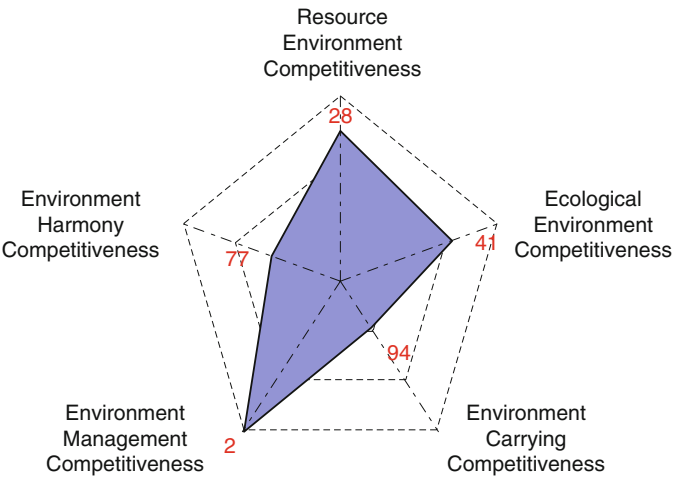 Resource
Environment
Competitiveness
28
Environment
Harmony
Competitiveness
77
Ecological
Environment
Competitiveness
41
94
Environment
Management
Competitiveness
2
Environment
Carrying
Competitiveness